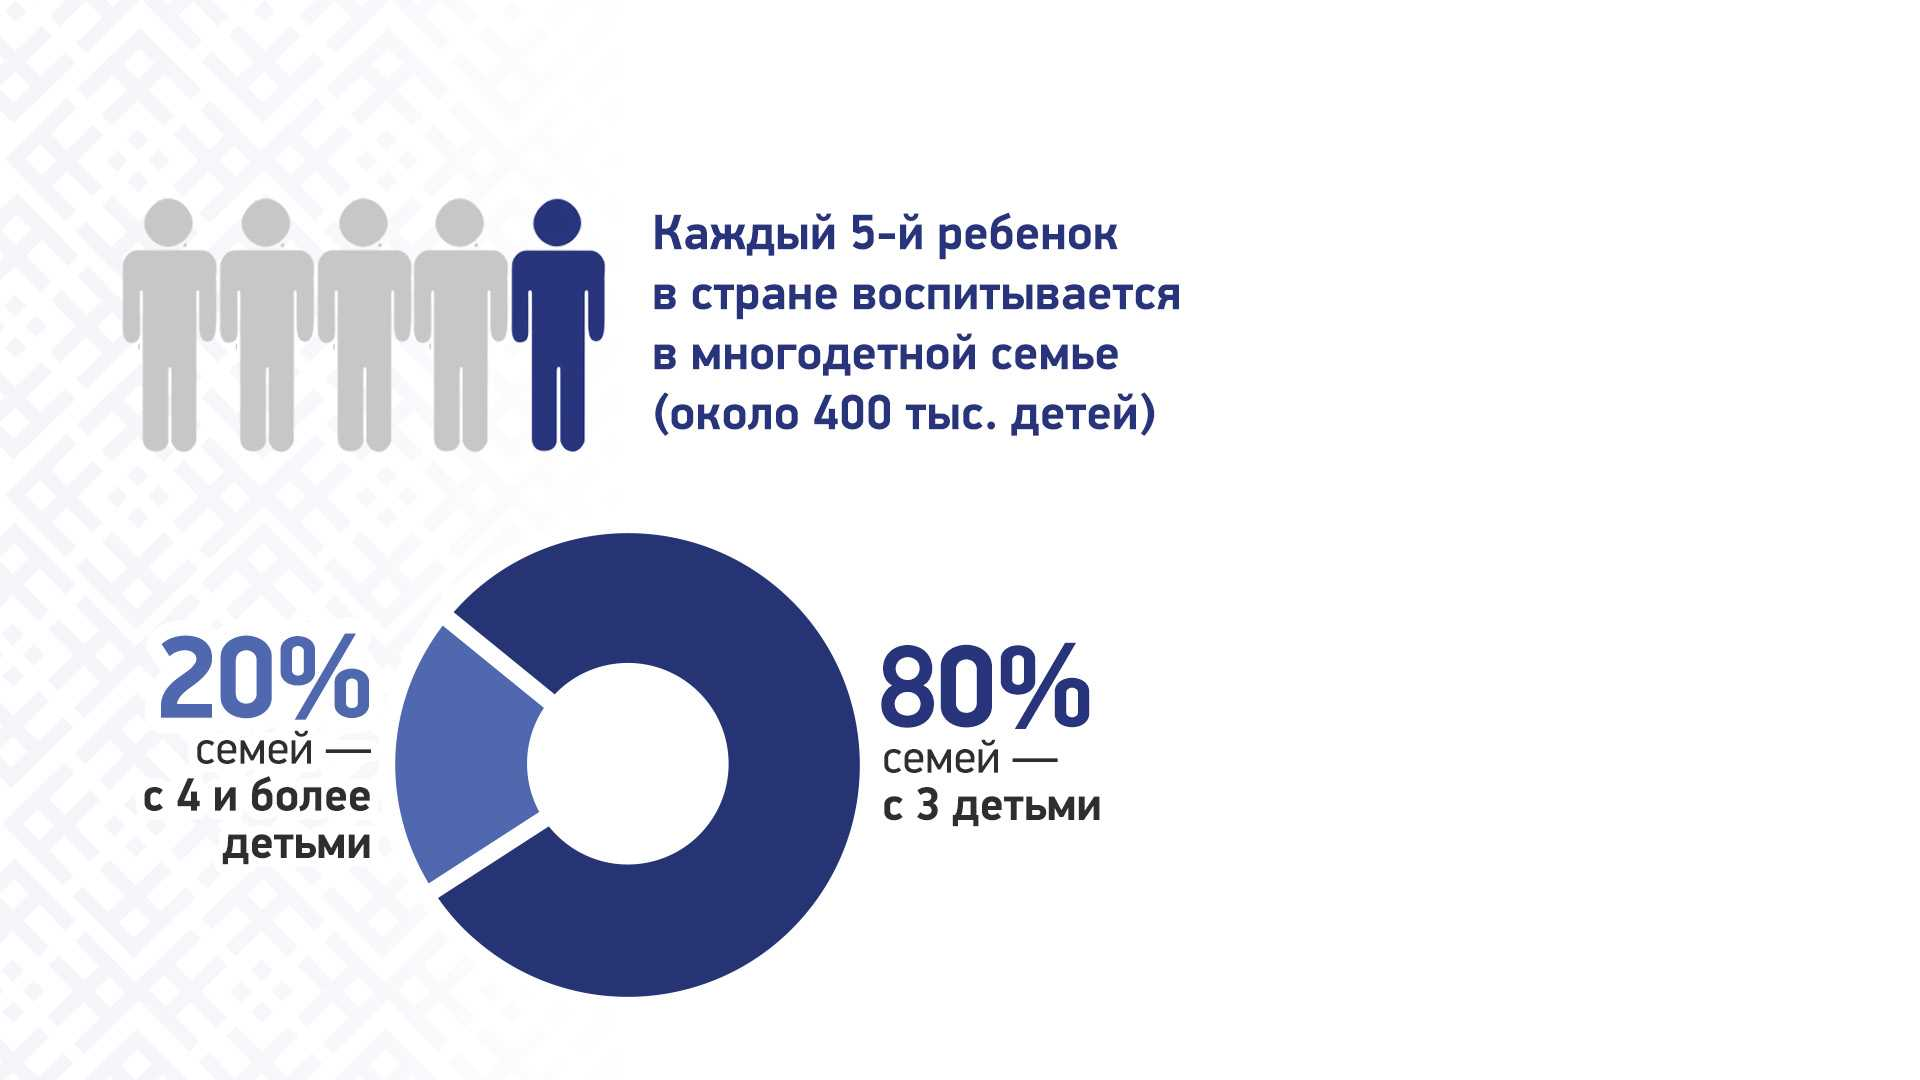 Каждый 5-й ребенок
в стране воспитывается
в многодетной семье
(около 400 тыс. детей)
20%
семей —
с 4 и более
детьми
80%
семей —
с 3 детьми